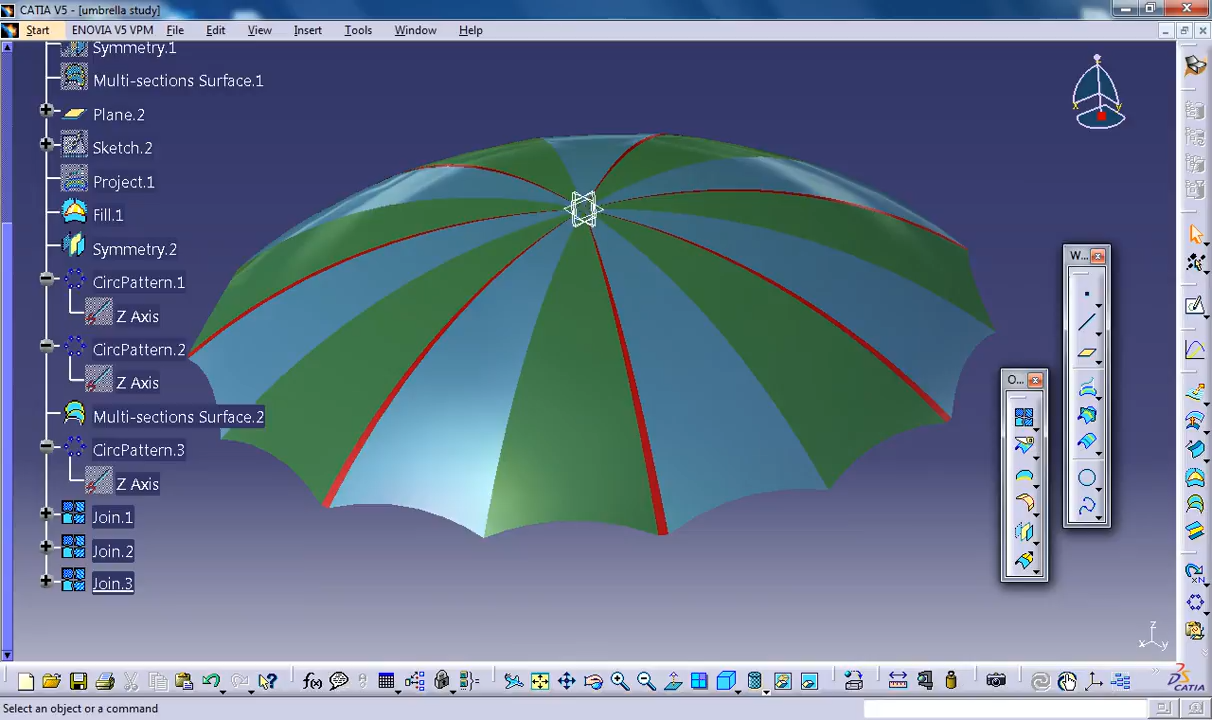 CATIA V5 - [umbrella study]
Start ENOVIA V5 VPM File Edit View Insert Tools Window Help
Symmetry.1
Multi-sections Surface.1
Plane.2
Sketch.2
Project.1
Fill.1
Symmetry.2
CircPattern.1
Z Axis
CircPattern.2
Z Axis
Multi-sections Surface.2
CircPattern.3
Z Axis
Join.1
Join.2
Join.3
W...
O...
z
x y
f(x)
CATIA
Select an object or a command